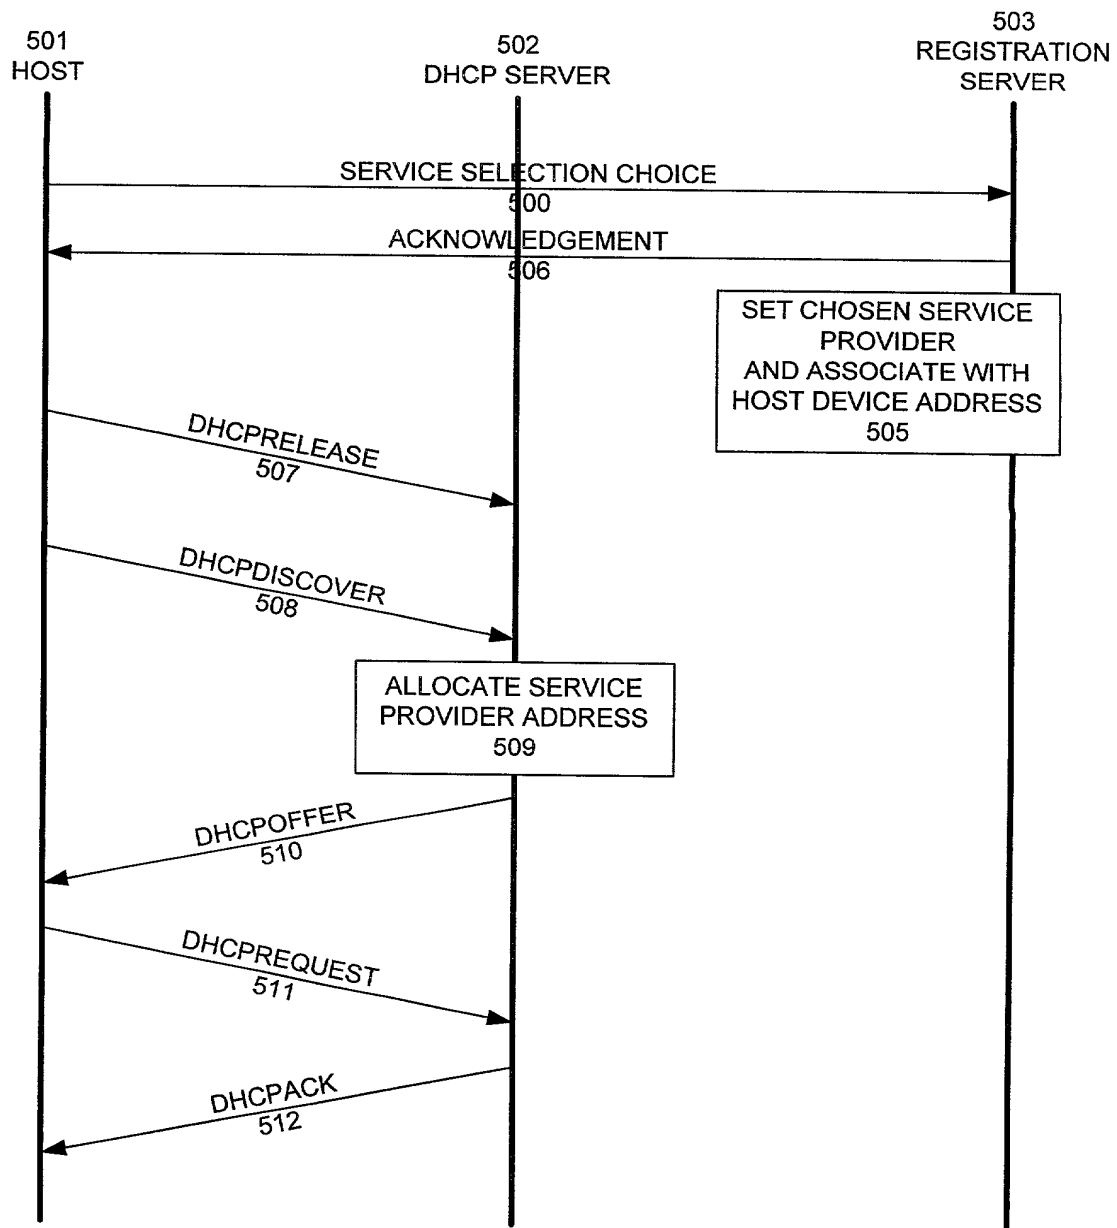 501
HOST
502
DHCP SERVER
503
REGISTRATION
SERVER
SERVICE SELECTION CHOICE
500
ACKNOWLEDGEMENT
506
SET CHOSEN SERVICE
PROVIDER
AND ASSOCIATE WITH
HOST DEVICE ADDRESS
505
DHCPRELEASE
507
DHCPDISCOVER
508
ALLOCATE SERVICE
PROVIDER ADDRESS
509
DHCPOFFER
510
DHCPREQUEST
511
DHCPACK
512